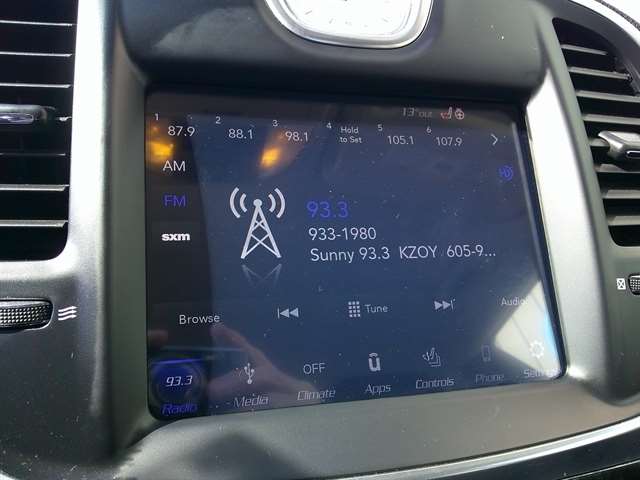 13° out
1 2 3 4 5 6
87.9 88.1 98.1 Hold to Set 105.1 107.9
AM
FM
sxm
HD
93.3
933-1980
Sunny 93.3 KZOY 605-9...
Browse
Tune
Audio
93.3
Radio
Media
OFF
Climate
Apps
Controls
Phone
Settings